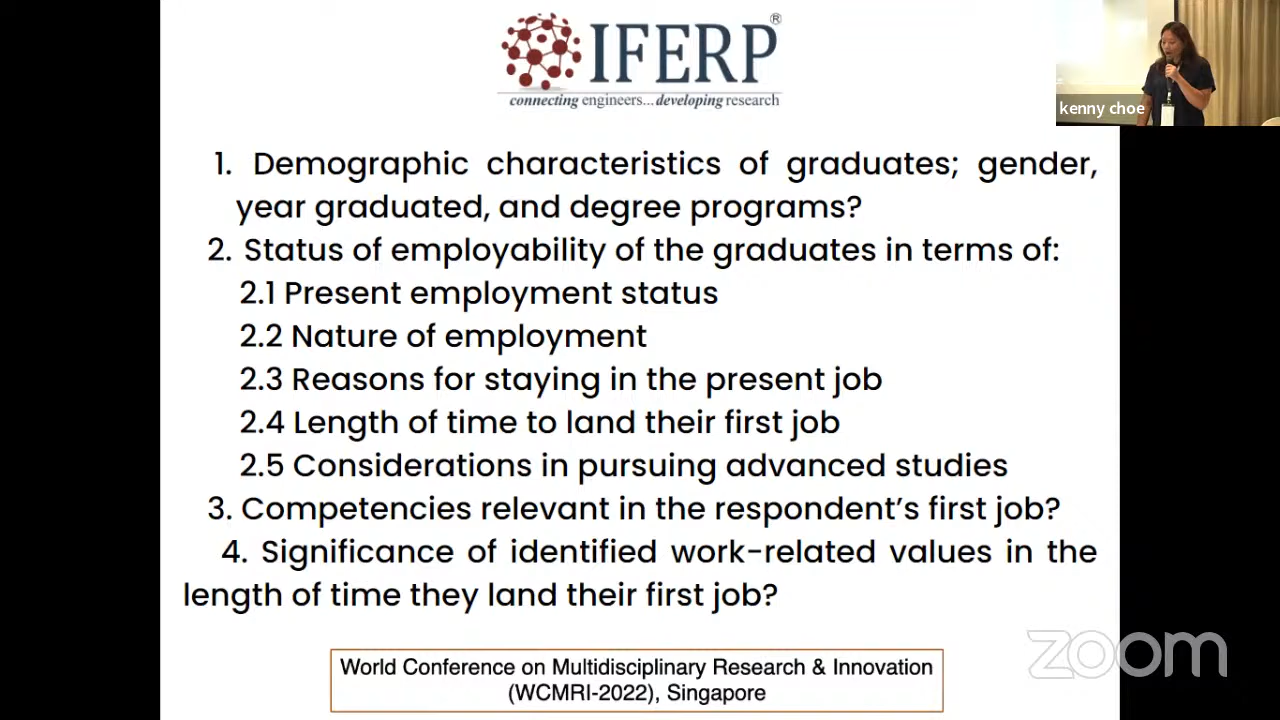 IFERP®
connecting engineers... developing research
kenny choe
1. Demographic characteristics of graduates; gender,
year graduated, and degree programs?
2. Status of employability of the graduates in terms of:
2.1 Present employment status
2.2 Nature of employment
2.3 Reasons for staying in the present job
2.4 Length of time to land their first job
2.5 Considerations in pursuing advanced studies
3. Competencies relevant in the respondent’s first job?
4. Significance of identified work-related values in the
length of time they land their first job?
zoom
World Conference on Multidisciplinary Research & Innovation
(WCMRI-2022), Singapore